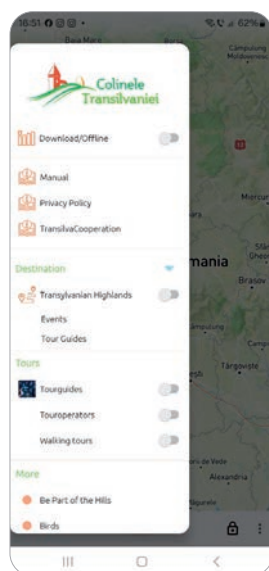 18:51
62%
Baia Mare
Câmpulung
Moldovenesc
Colinele
Transilvaniei
Download/Offline
Manual
Miercur
Privacy Policy
TransilvaCooperation
Destination
mania
Brașov
Transylvanian Highlands
Events
Tour Guides
Tours
Târgoviște
Tourguides
Touroperators
Walking tours
Alexandria
More
Be Part of the Hills
Birds